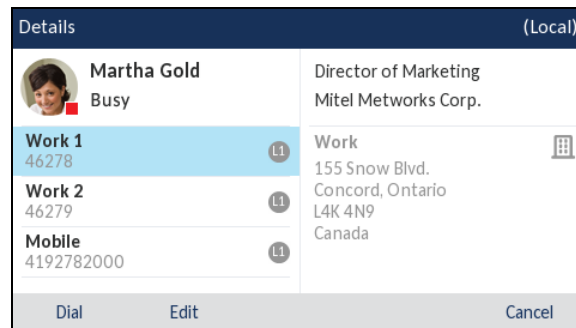 Details (Local)
Martha Gold
Busy
Work 1
46278 L1
Work 2
46279 L1
Mobile
4192782000 L1
Director of Marketing
Mitel Metworks Corp.
Work
155 Snow Blvd.
Concord, Ontario
L4K 4N9
Canada
Dial Edit Cancel